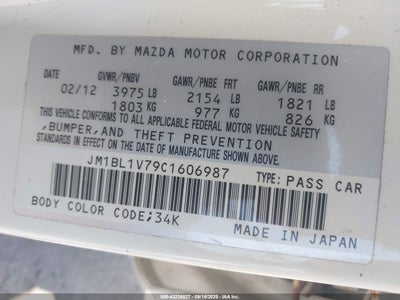 MFD. BY MAZDA MOTOR CORPORATION
GVWR/PNBV GAWR/PNBE FRT GAWR/PNBE RR
02/12 3975 LB 2154 LB 1821 LB
1803 KG 977 KG 826 KG
THIS VEHICLE CONFORMS TO ALL APPLICABLE FEDERAL MOTOR VEHICLE SAFETY
,BUMPER,AND THEFT PREVENTION
STANDARDS IN EFFECT ON THE DATE OF MANUFACTURE SHOWN ABOVE.
JM1BL1V79C1606987 TYPE: PASS CAR
BODY COLOR CODE;34K
MADE IN JAPAN